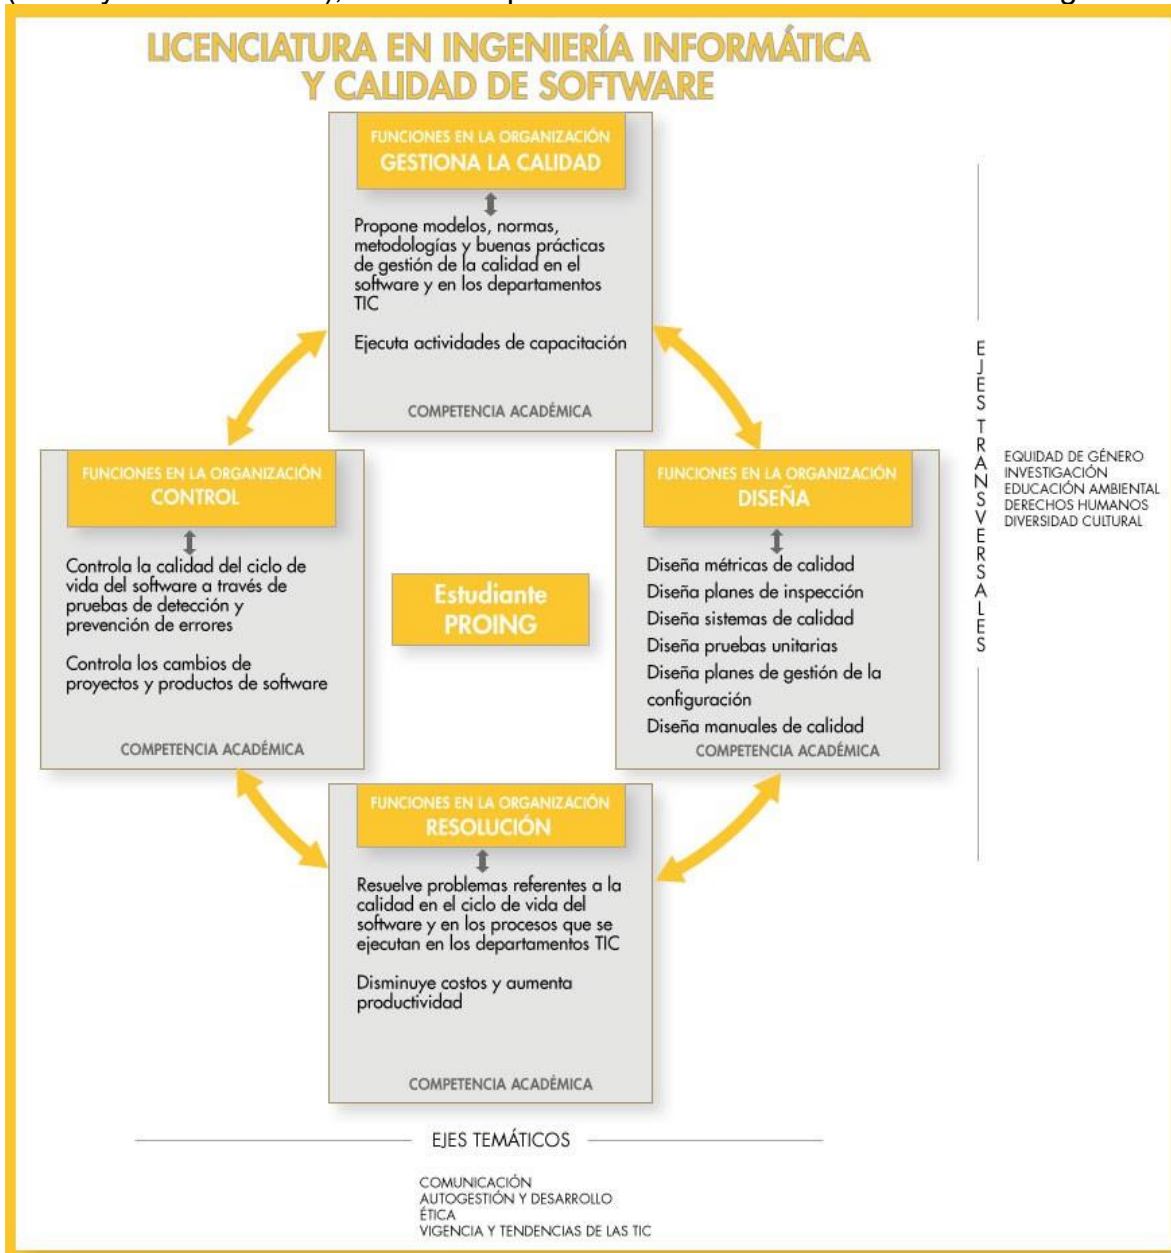 LICENCIATURA EN INGENIERÍA INFORMÁTICA
Y CALIDAD DE SOFTWARE
FUNCIONES EN LA ORGANIZACIÓN
GESTIONA LA CALIDAD
Propone modelos, normas,
metodologías y buenas prácticas
de gestión de la calidad en el
software y en los departamentos
TIC
Ejecuta actividades de capacitación
COMPETENCIA ACADÉMICA
FUNCIONES EN LA ORGANIZACIÓN
CONTROL
Controla la calidad del ciclo de
vida del software a través de
pruebas de detección y
prevención de errores
Controla los cambios de
proyectos y productos de software
COMPETENCIA ACADÉMICA
Estudiante
PROING
FUNCIONES EN LA ORGANIZACIÓN
DISEÑA
Diseña métricas de calidad
Diseña planes de inspección
Diseña sistemas de calidad
Diseña pruebas unitarias
Diseña planes de gestión de la
configuración
Diseña manuales de calidad
COMPETENCIA ACADÉMICA
FUNCIONES EN LA ORGANIZACIÓN
RESOLUCIÓN
Resuelve problemas referentes a la
calidad en el ciclo de vida del
software y en los procesos que se
ejecutan en los departamentos TIC
Disminuye costos y aumenta
productividad
COMPETENCIA ACADÉMICA
EJES TRANSVERSALES
EQUIDAD DE GÉNERO
INVESTIGACIÓN
EDUCACIÓN AMBIENTAL
DERECHOS HUMANOS
DIVERSIDAD CULTURAL
EJES TEMÁTICOS
COMUNICACIÓN
AUTOGESTIÓN Y DESARROLLO
ÉTICA
VIGENCIA Y TENDENCIAS DE LAS TIC